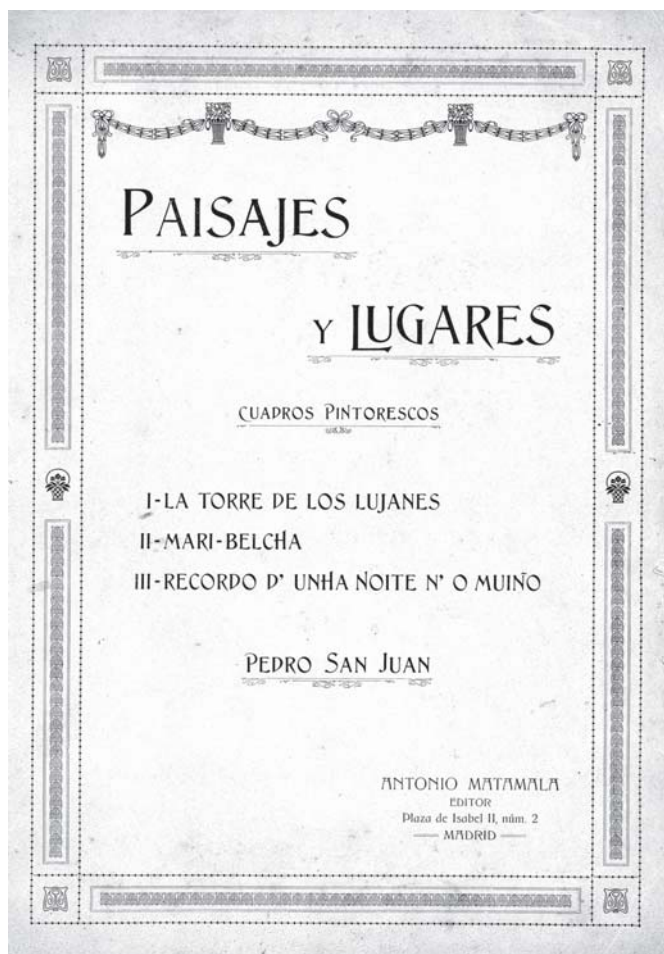 PAISAJES
Y LUGARES
CUADROS PINTORESCOS
I-LA TORRE DE LOS LUJANES
II-MARI-BELCHA
III-RECORDO D' UNHA NOITE N' O MUIÑO
PEDRO SAN JUAN
ANTONIO MATAMALA
EDITOR
Plaza de Isabel II, núm. 2
MADRID